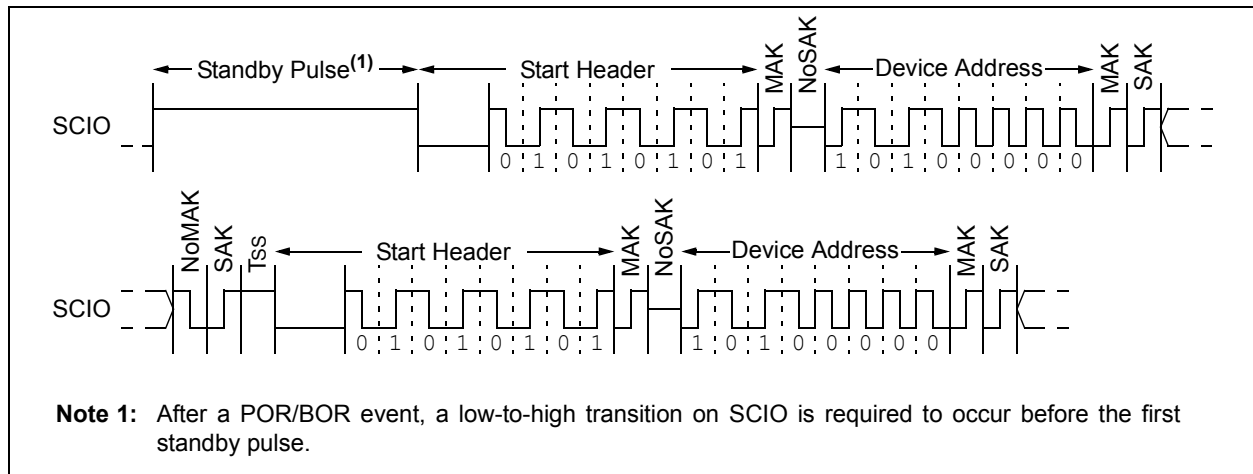 Standby Pulse(1) Start Header MAK NoSAK Device Address MAK SAK
SCIO
0 1 0 1 0 1 0 1 1 0 1 0 0 0 0 0
NoMAK SAK TSS Start Header MAK NoSAK Device Address MAK SAK
SCIO
0 1 0 1 0 1 0 1 1 0 1 0 0 0 0 0
Note 1: After a POR/BOR event, a low-to-high transition on SCIO is required to occur before the first
standby pulse.